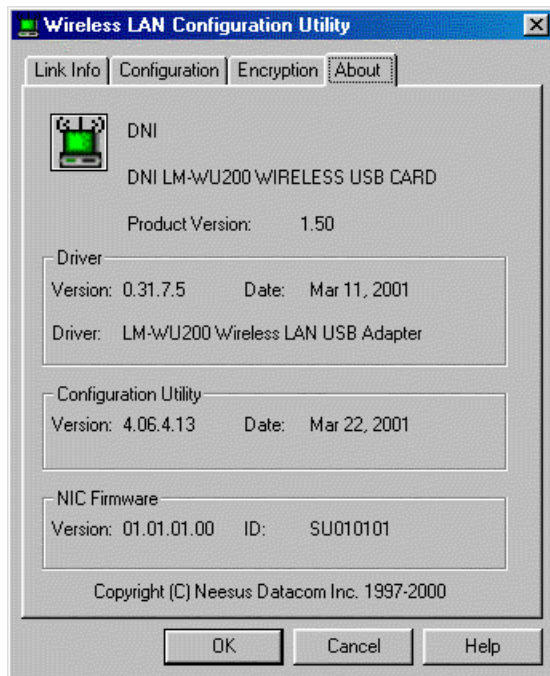 Wireless LAN Configuration Utility
Link Info Configuration Encryption About
DNI
DNI LM-WU200 WIRELESS USB CARD
Product Version: 1.50
Driver
Version: 0.31.7.5 Date: Mar 11, 2001
Driver: LM-WU200 Wireless LAN USB Adapter
Configuration Utility
Version: 4.06.4.13 Date: Mar 22, 2001
NIC Firmware
Version: 01.01.01.00 ID: SU010101
Copyright (C) Neesus Datacom Inc. 1997-2000
OK Cancel Help